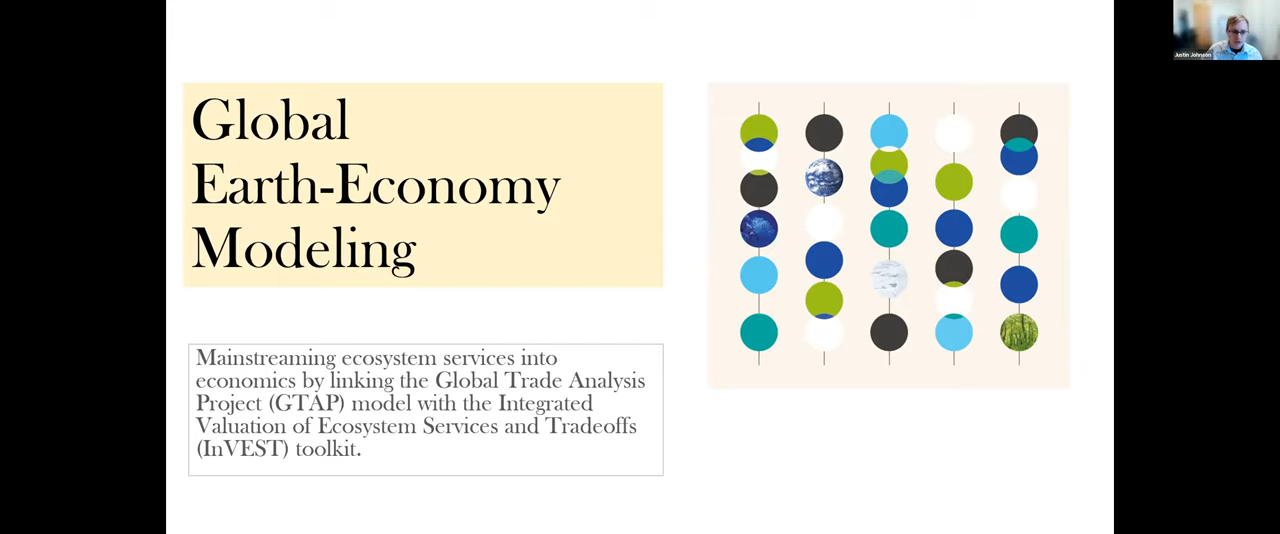 Global
Earth-Economy
Modeling
Mainstreaming ecosystem services into
economics by linking the Global Trade Analysis
Project (GTAP) model with the Integrated
Valuation of Ecosystem Services and Tradeoffs
(InVEST) toolkit.
Justin Johnson